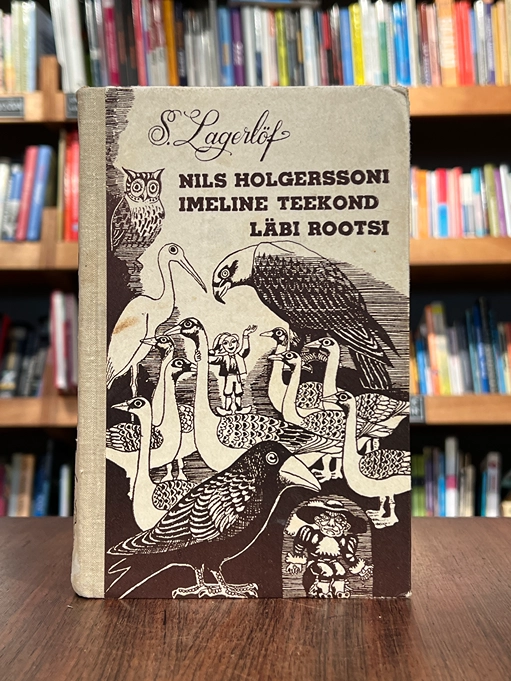 S. Lagerlöf
NILS HOLGERSSONI
IMELINE TEEKOND
LÄBI ROOTSI